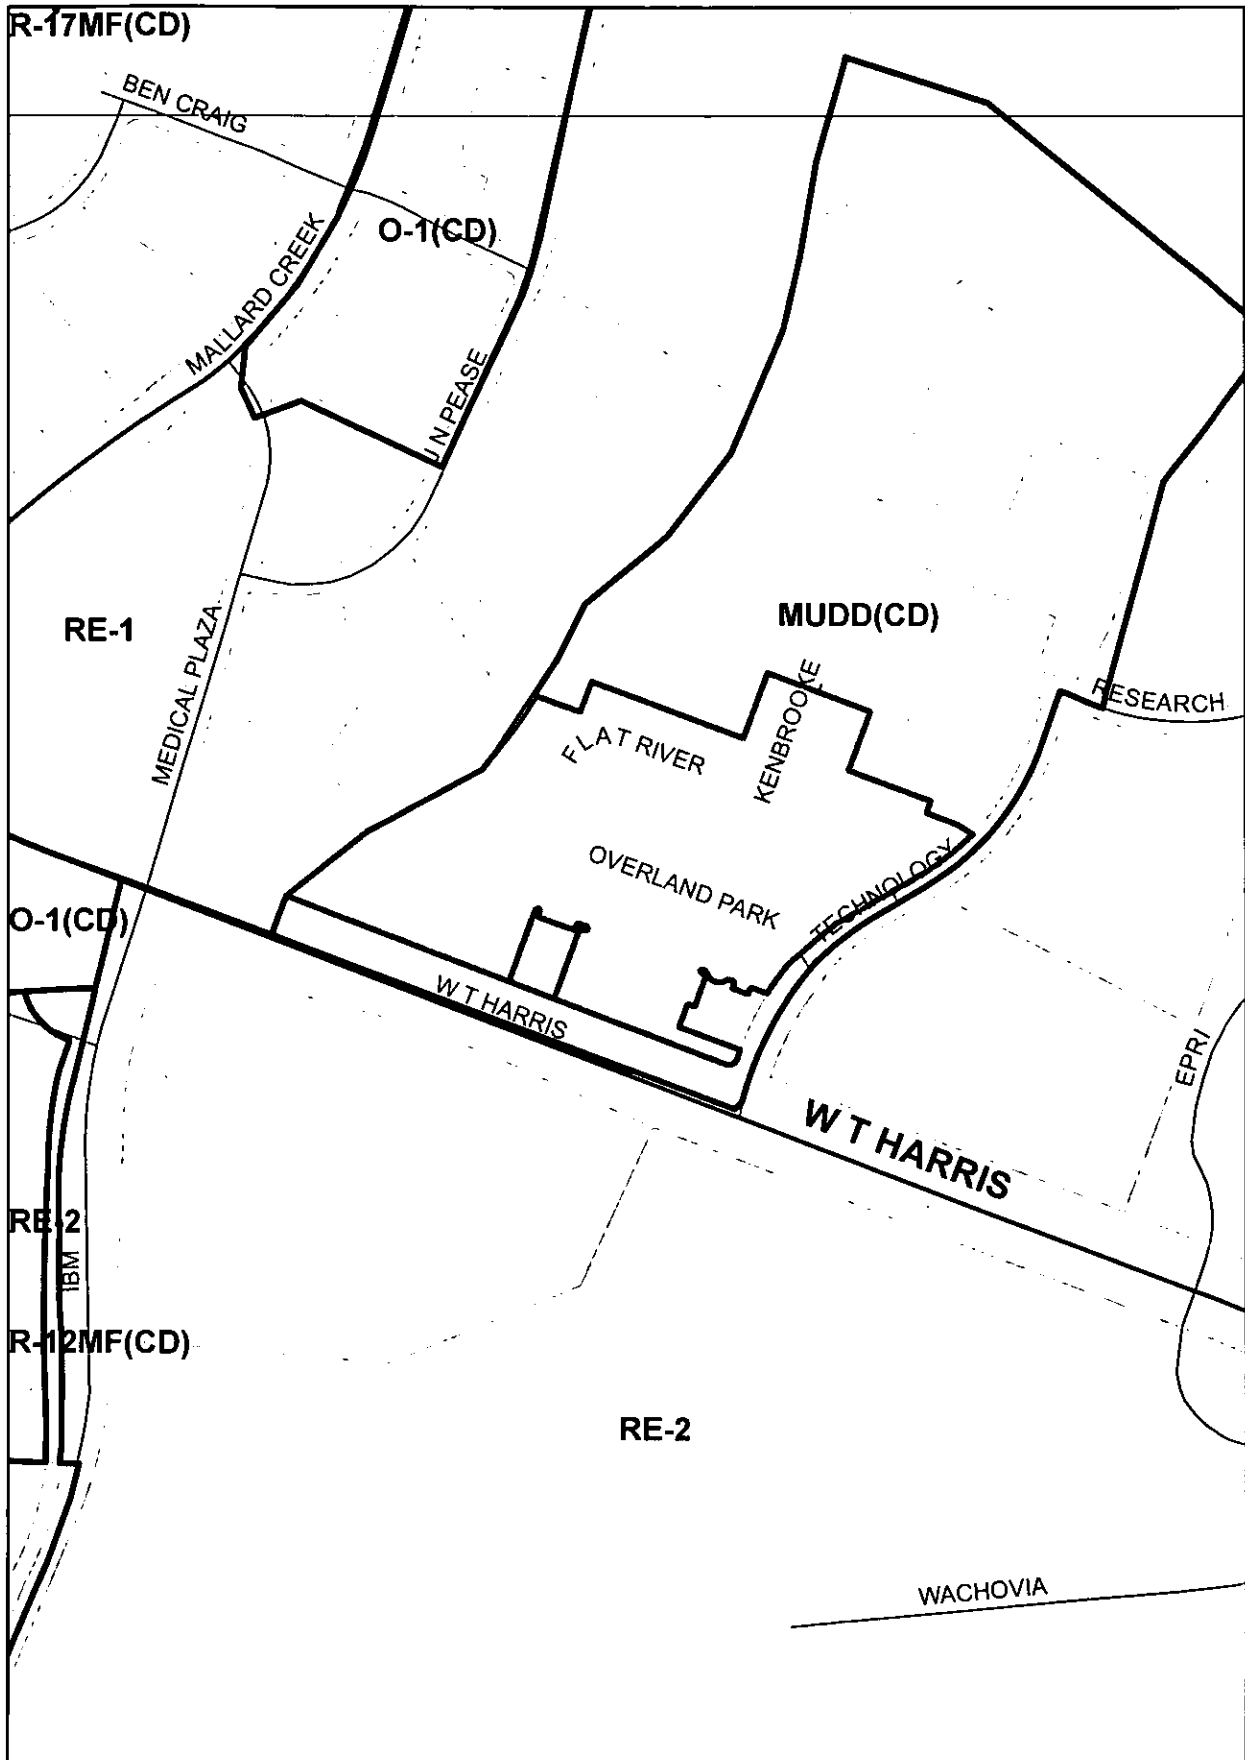 R-17MF(CD)
BEN CRAIG
O-1(CD)
MALLARD CREEK
J N PEASE
RE-1
MEDICAL PLAZA
MUDD(CD)
KENBROOKE
RESEARCH
FLAT RIVER
OVERLAND PARK
TECHNOLOGY
O-1(CD)
W T HARRIS
EPRI
W T HARRIS
RE-2
IBM
R-12MF(CD)
RE-2
WACHOVIA